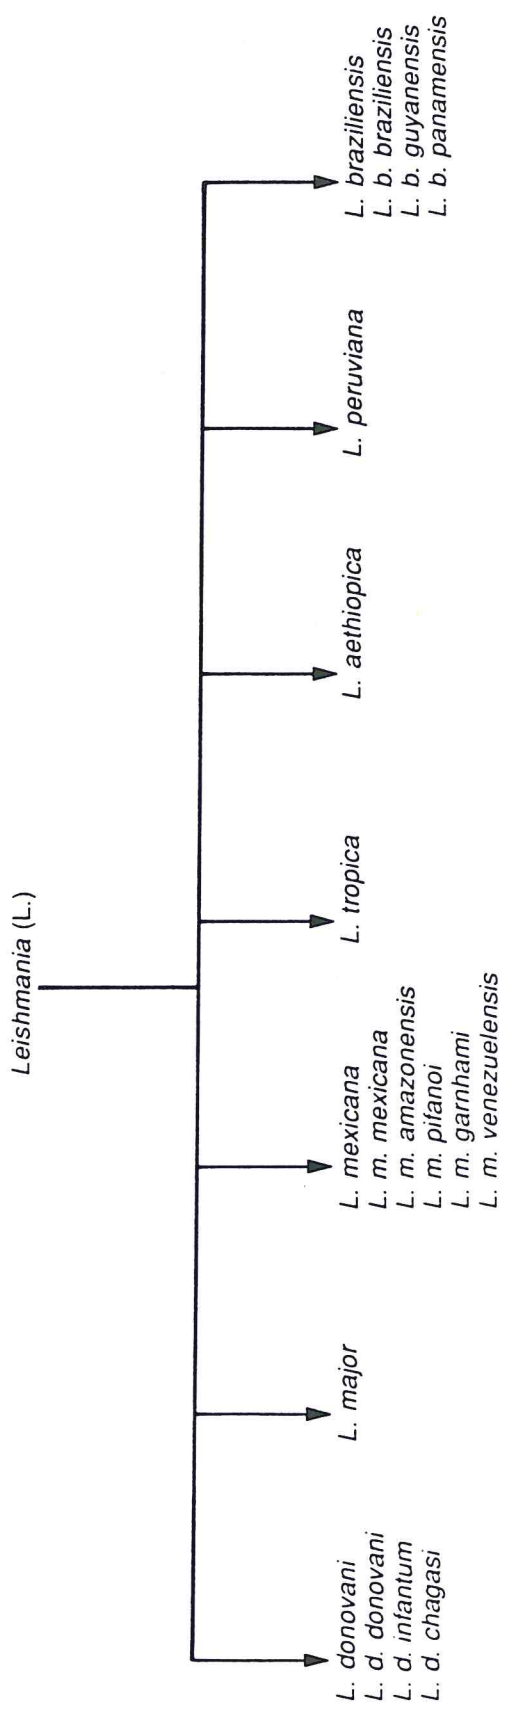 Leishmania (L.)
L. donovani
L. d. donovani
L. d. infantum
L. d. chagasi
L. major
L. mexicana
L. m. mexicana
L. m. amazonensis
L. m. pifanoi
L. m. garnhami
L. m. venezuelensis
L. tropica
L. aethiopica
L. peruviana
L. braziliensis
L. b. braziliensis
L. b. guyanensis
L. b. panamensis